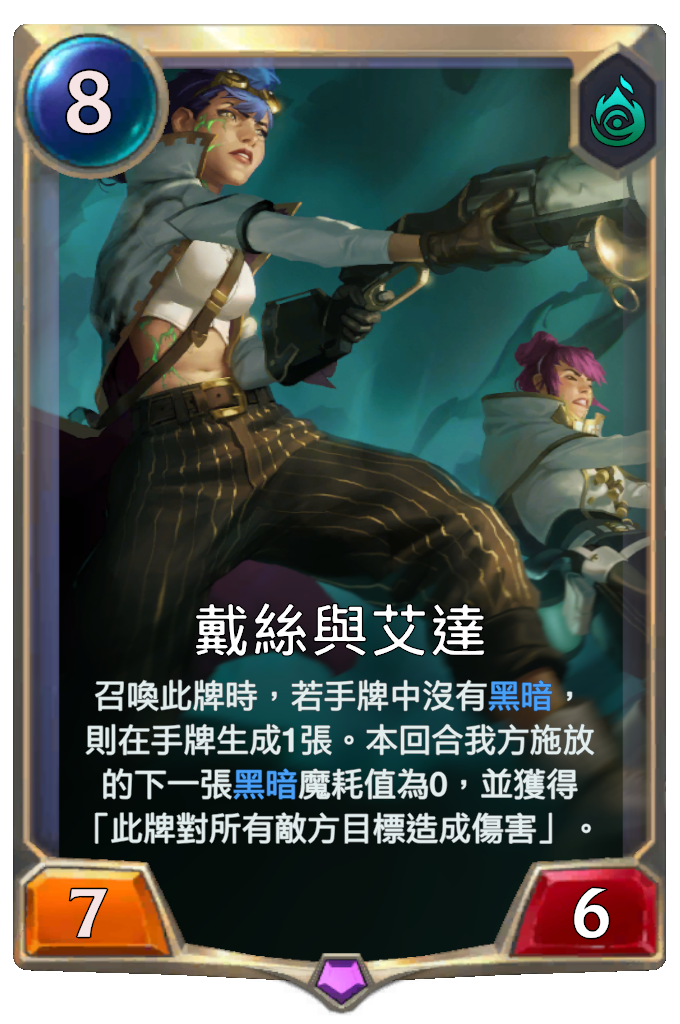 8
戴絲與艾達
召喚此牌時，若手牌中沒有黑暗，
則在手牌生成1張。本回合我方施放
的下一張黑暗魔耗值為0，並獲得
「此牌對所有敵方目標造成傷害」。
7
6